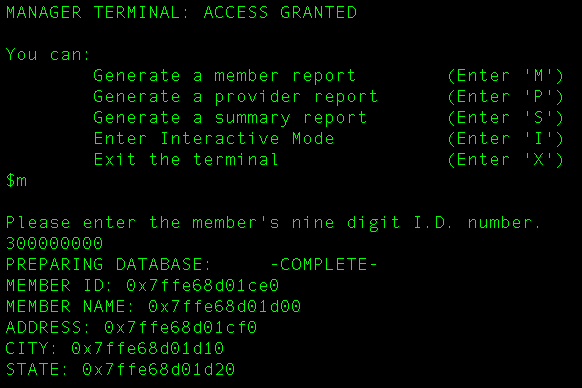 MANAGER TERMINAL: ACCESS GRANTED
You can:
Generate a member report (Enter 'M')
Generate a provider report (Enter 'P')
Generate a summary report (Enter 'S')
Enter Interactive Mode (Enter 'I')
Exit the terminal (Enter 'X')
$m
Please enter the member's nine digit I.D. number.
300000000
PREPARING DATABASE: -COMPLETE-
MEMBER ID: 0x7ffe68d01ce0
MEMBER NAME: 0x7ffe68d01d00
ADDRESS: 0x7ffe68d01cf0
CITY: 0x7ffe68d01d10
STATE: 0x7ffe68d01d20